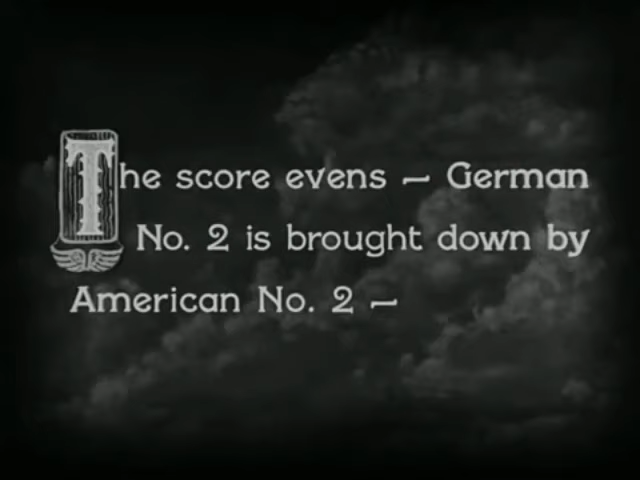 The score evens — German
No. 2 is brought down by
American No. 2 —